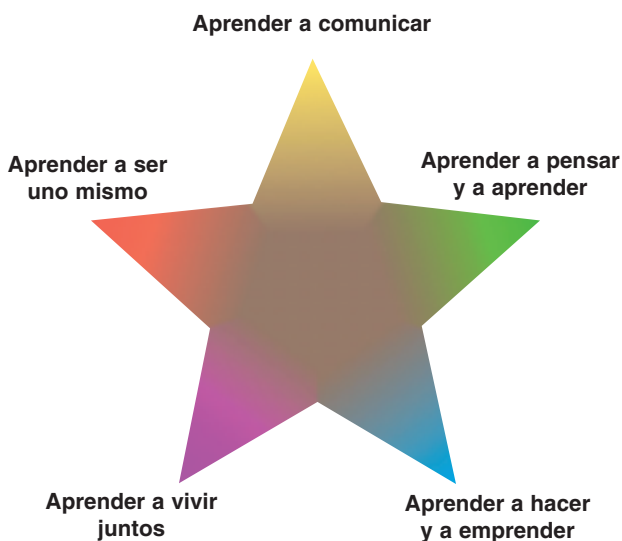 Aprender a comunicar
Aprender a ser
uno mismo
Aprender a pensar
y a aprender
Aprender a vivir
juntos
Aprender a hacer
y a emprender